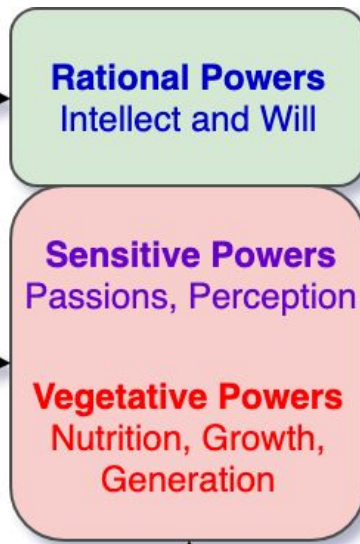 Rational Powers
Intellect and Will
Sensitive Powers
Passions, Perception
Vegetative Powers
Nutrition, Growth,
Generation